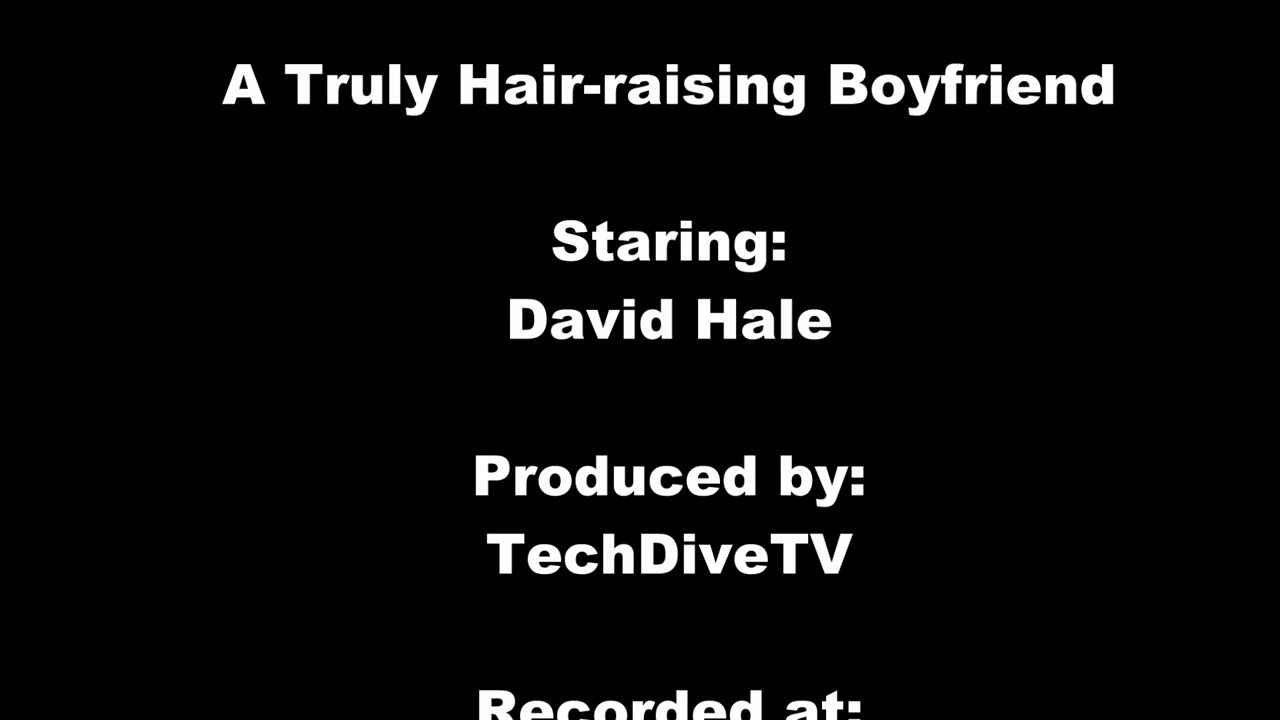 A Truly Hair-raising Boyfriend
Staring:
David Hale
Produced by:
TechDiveTV
Recorded at: